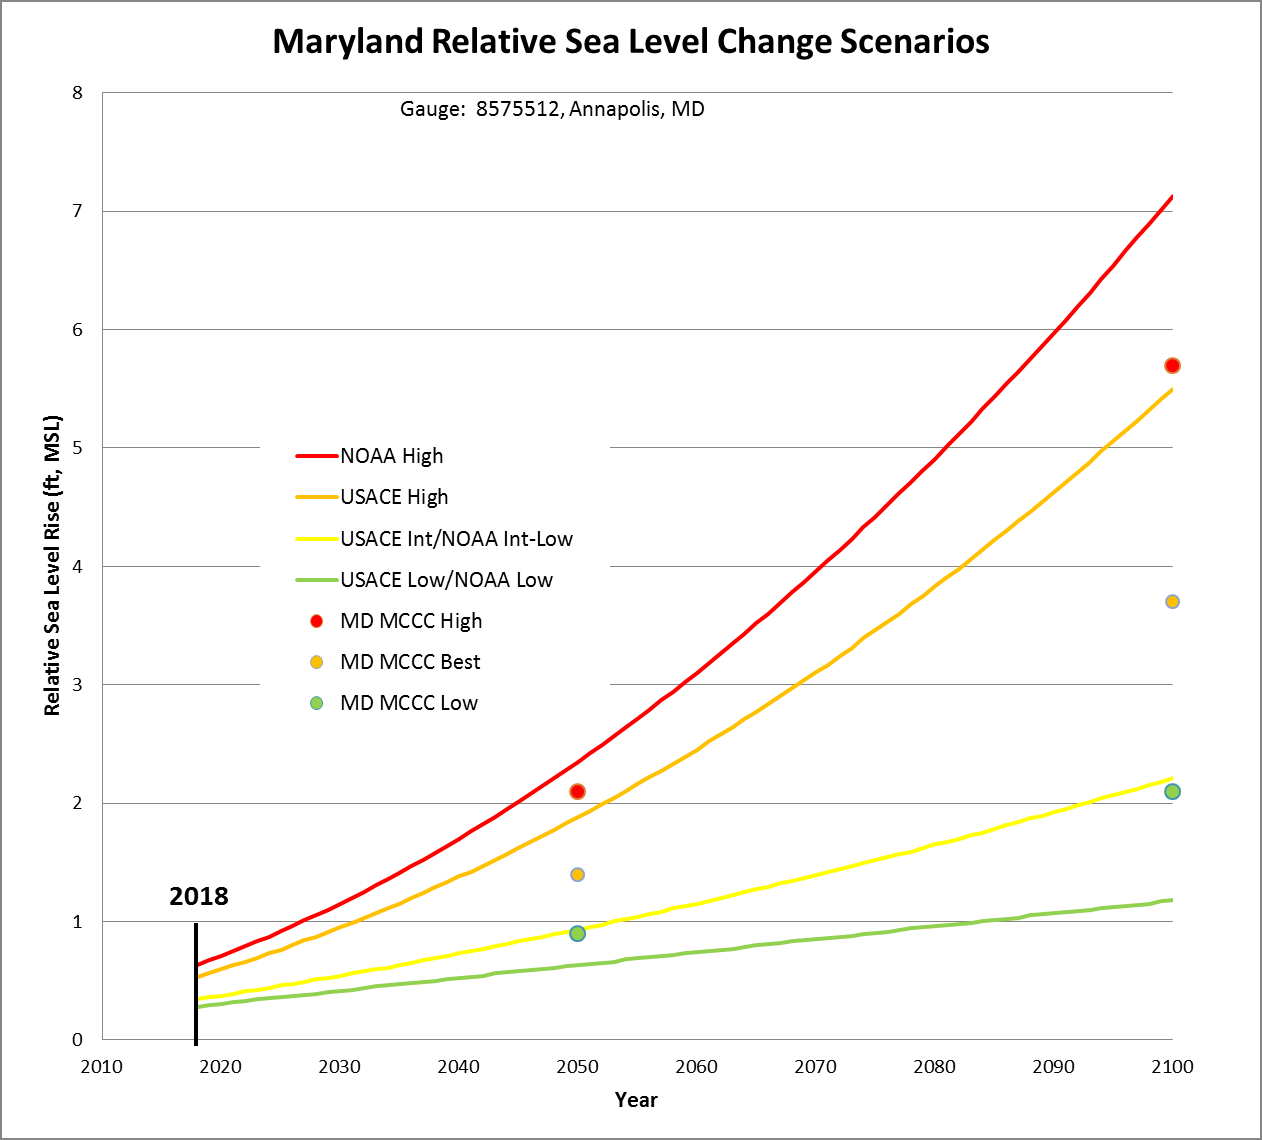 Maryland Relative Sea Level Change Scenarios
Gauge:  8575512, Annapolis, MD
8
7
6
5
4
3
2
1
0
Relative Sea Level Rise (ft, MSL)
NOAA High
USACE High
USACE Int/NOAA Int-Low
USACE Low/NOAA Low
MD MCCC High
MD MCCC Best
MD MCCC Low
2018
2010 2020 2030 2040 2050 2060 2070 2080 2090 2100
Year